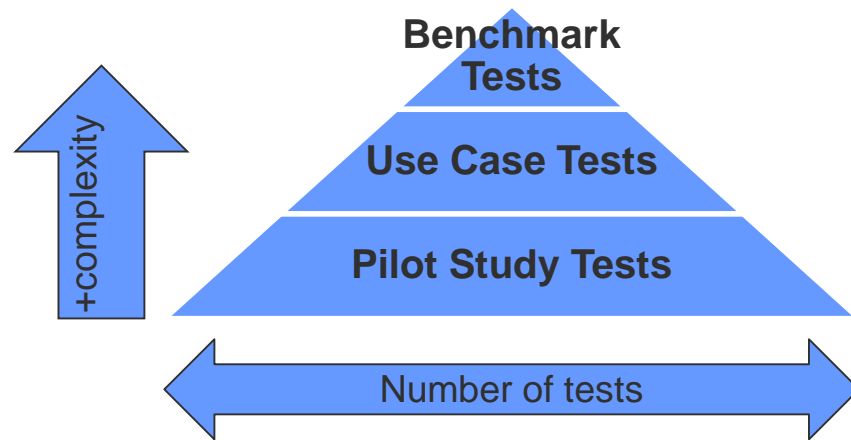 Benchmark
Tests
Use Case Tests
Pilot Study Tests
+complexity
Number of tests